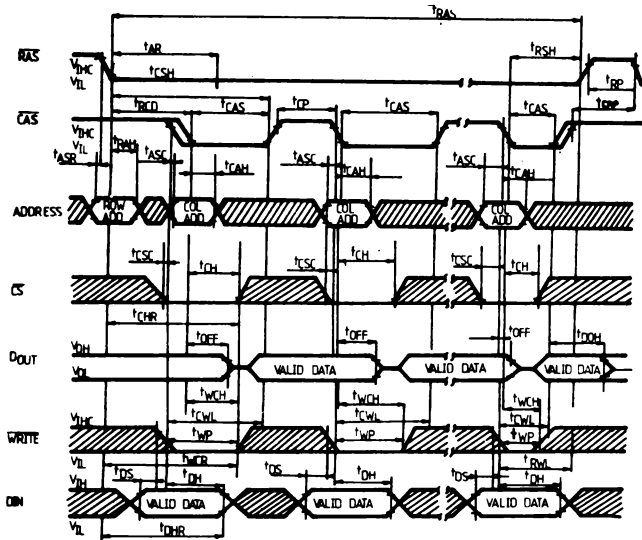 tRAS
tAR
tRSH
RAS
VIHC
VIL
tCSH
tRP
tRCD
tCAS
tCP
tCAS
tCAS
tCRP
CAS
VIHC
VIL
tASR
tRAH
tASC
tCAH
tASC
tCAH
tASC
tCAH
ADDRESS
ROW ADD
COL ADD
COL ADD
COL ADD
tCSC
tCH
tCSC
tCH
tCSC
tCH
CS
tCHR
tOFF
tOFF
tOFF
tDOH
DOUT
VOH
VOL
VALID DATA
VALID DATA
VALID DATA
tWCH
tWCH
tWCH
tCWL
tCWL
tCWL
WRITE
VIHC
VIL
tWP
tWP
tWP
tWCR
tRWL
tDS
tDH
tDS
tDH
tDS
tDH
DIN
VIH
VIL
VALID DATA
VALID DATA
VALID DATA
tDHR